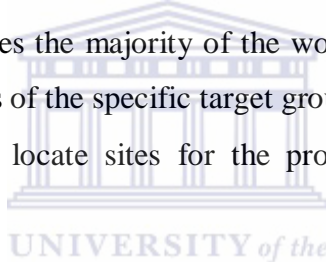 es the majority of the wo
s of the specific target gro
locate sites for the pro
UNIVERSITY of the